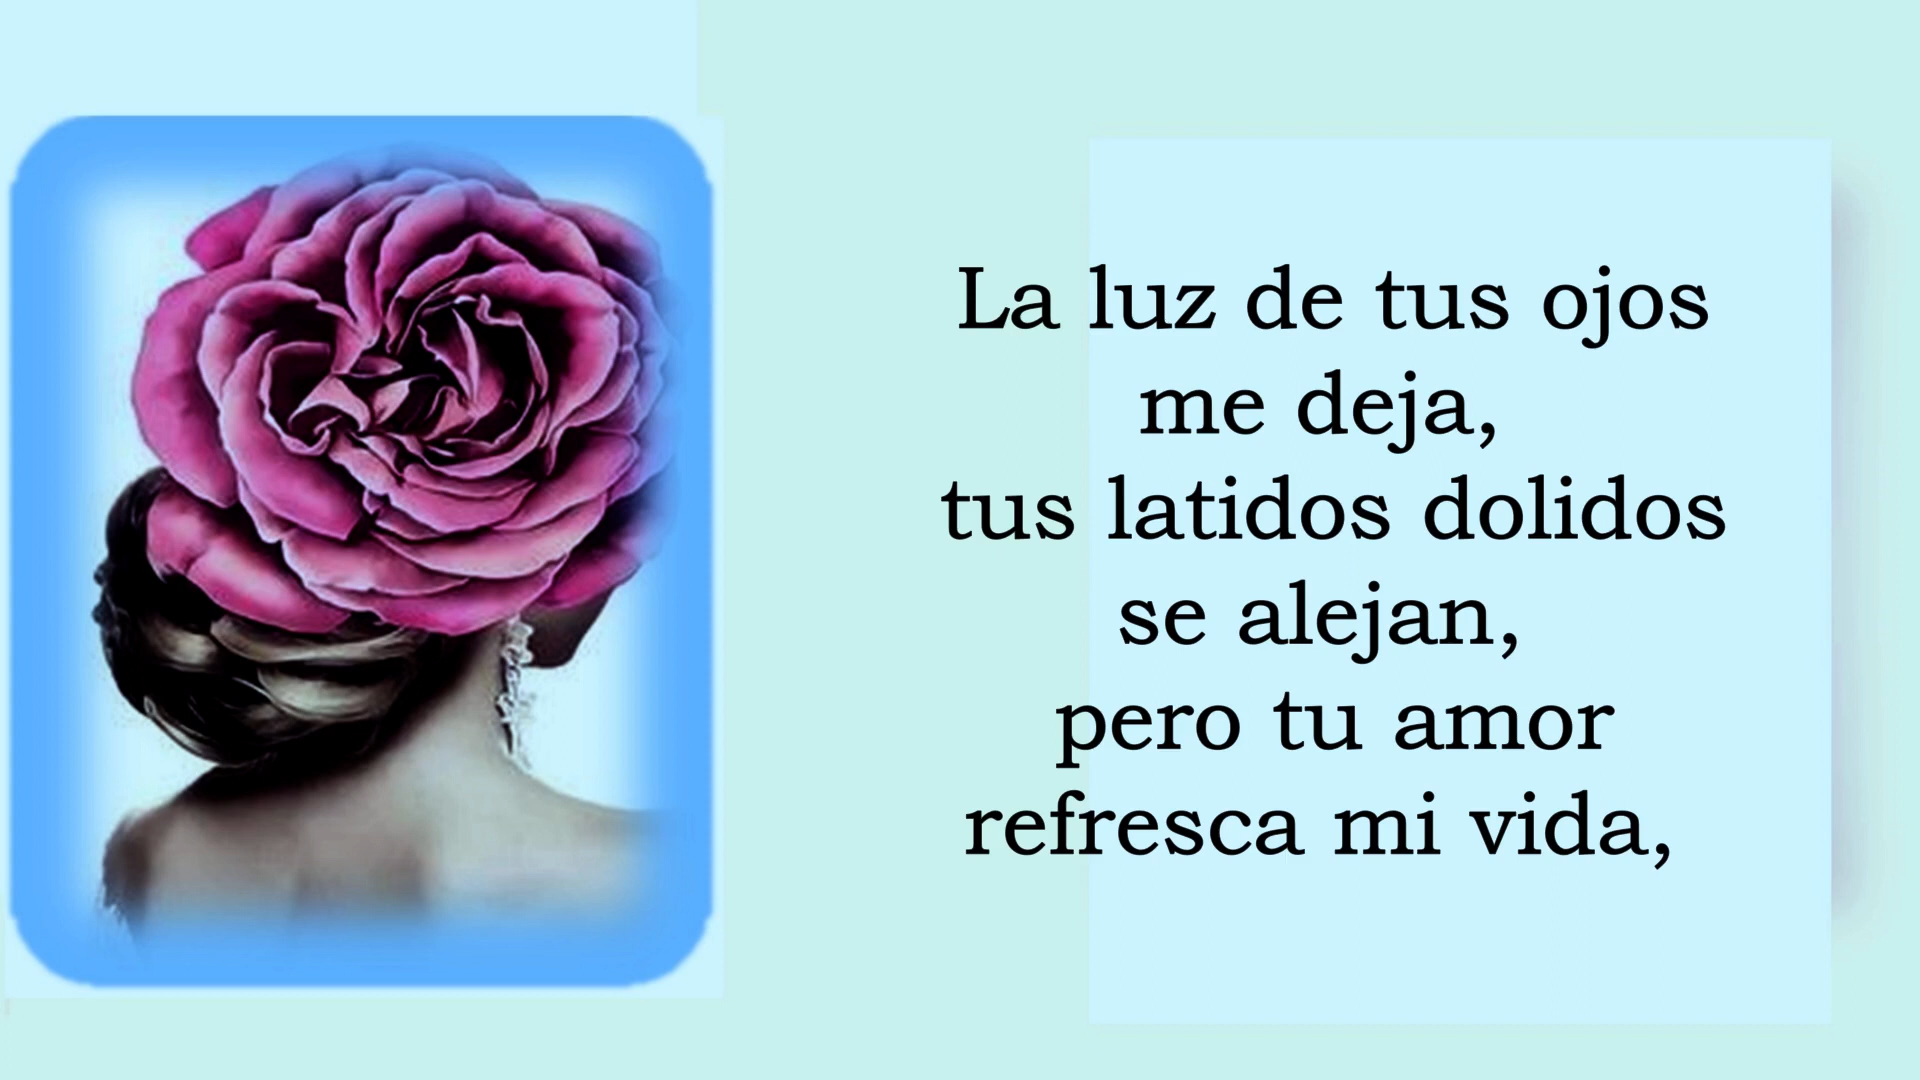 La luz de tus ojos
me deja,
tus latidos dolidos
se alejan,
pero tu amor
refresca mi vida,